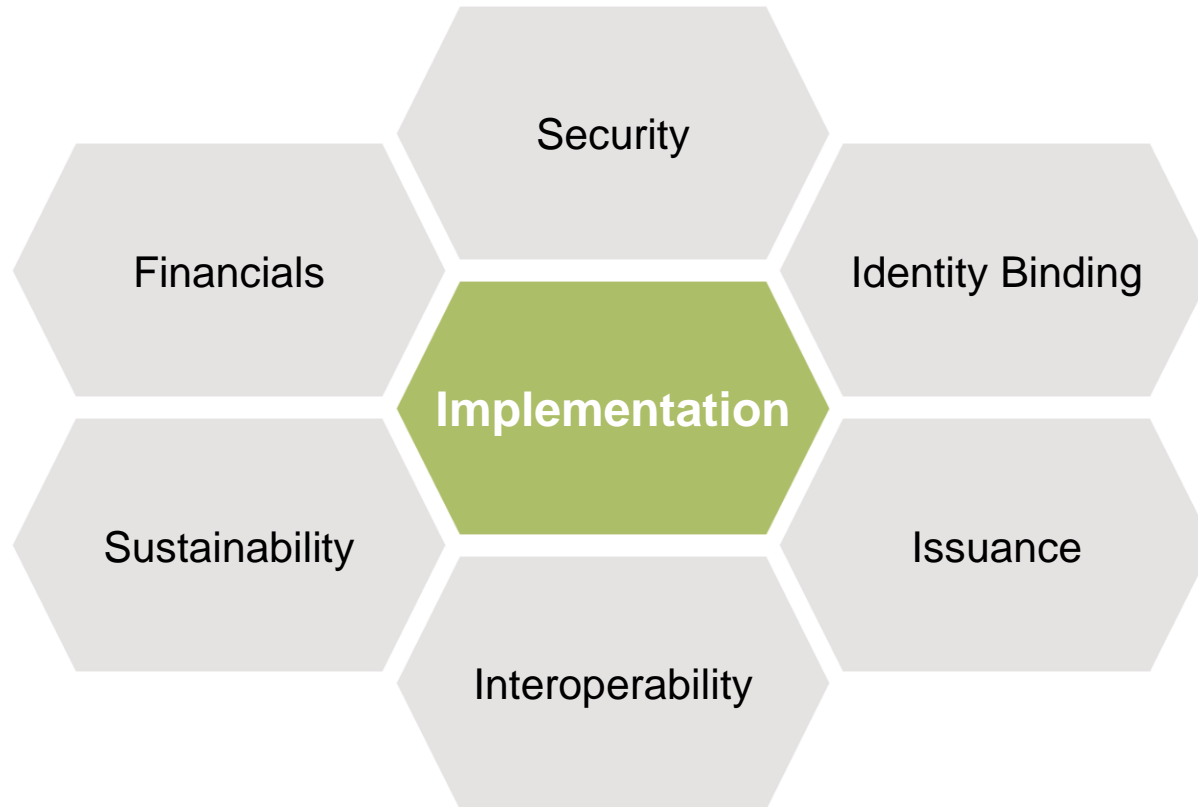 Security
Financials
Identity Binding
Implementation
Sustainability
Issuance
Interoperability